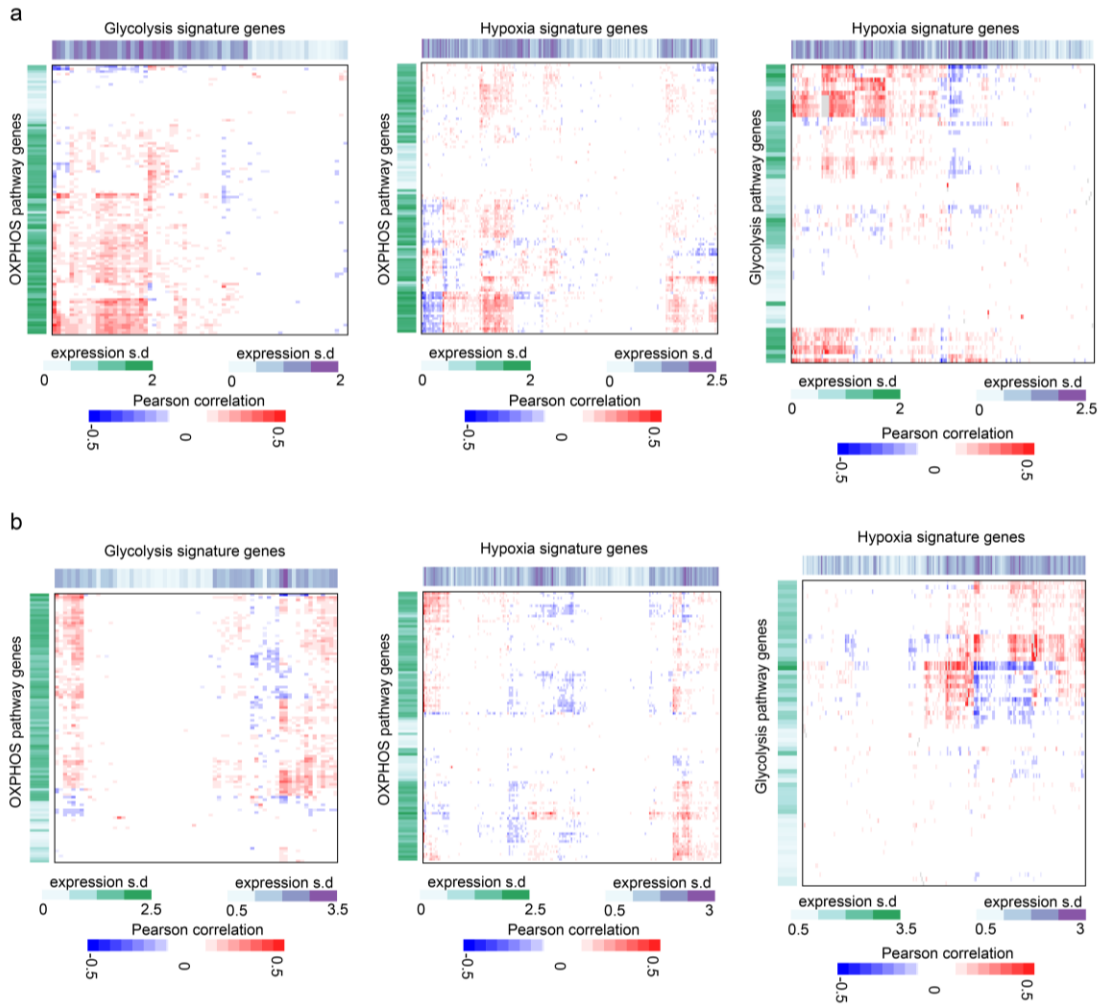 a
Glycolysis signature genes
OXPHOS pathway genes
expression s.d
0
2
expression s.d
0
2
Pearson correlation
-0.5
0
0.5
Hypoxia signature genes
OXPHOS pathway genes
expression s.d
0
2
expression s.d
0
2.5
Pearson correlation
-0.5
0
0.5
Hypoxia signature genes
Glycolysis pathway genes
expression s.d
0
2
expression s.d
0
2.5
Pearson correlation
-0.5
0
0.5
b
Glycolysis signature genes
OXPHOS pathway genes
expression s.d
0
2.5
expression s.d
0.5
3.5
Pearson correlation
-0.5
0
0.5
Hypoxia signature genes
OXPHOS pathway genes
expression s.d
0
2.5
expression s.d
0.5
3
Pearson correlation
-0.5
0
0.5
Hypoxia signature genes
Glycolysis pathway genes
expression s.d
0.5
3.5
expression s.d
0.5
3
Pearson correlation
-0.5
0
0.5